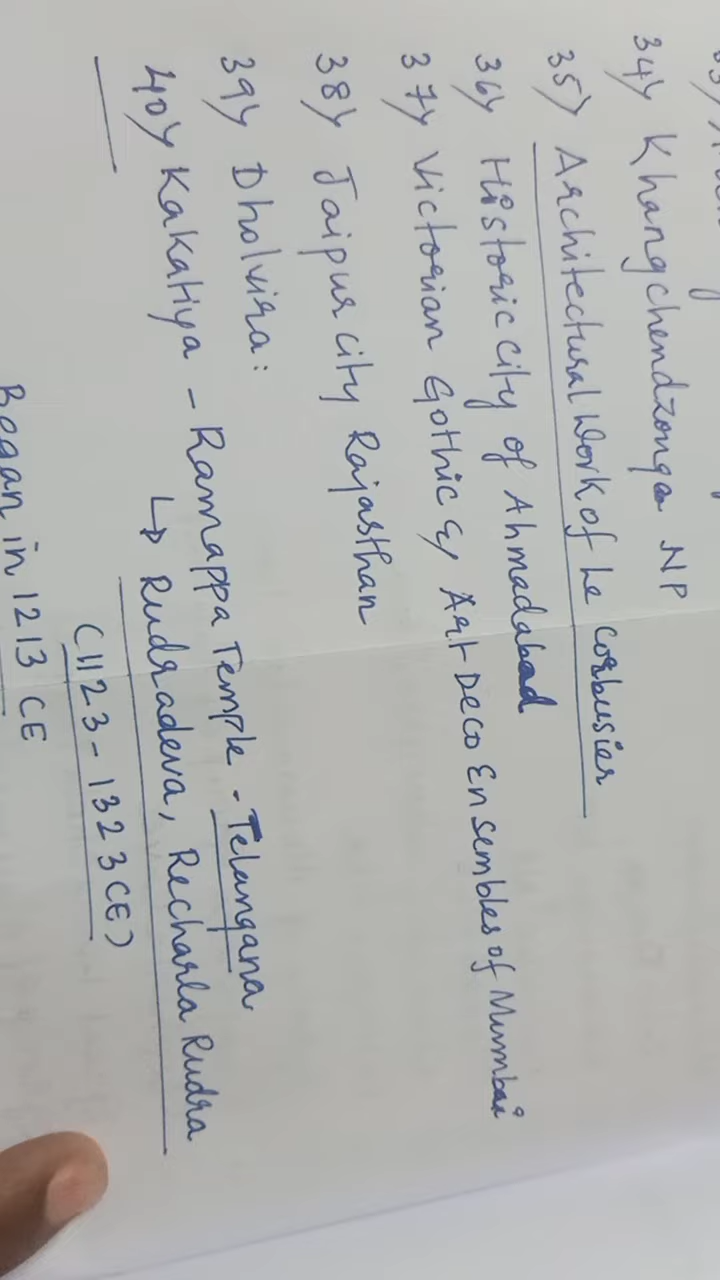 34) Khangchendzonga NP
35) Architectural Work of Le Corbusier
36) Historic City of Ahmadabad
37) Victorian Gothic & Art Deco Ensembles of Mumbai
38) Jaipur City Rajasthan
39) Dholvira:
40) Kakatiya - Ramappa Temple - Telangana
↳ Rudradeva, Recharla Rudra
(1123-1323CE)
Began in 1213 CE